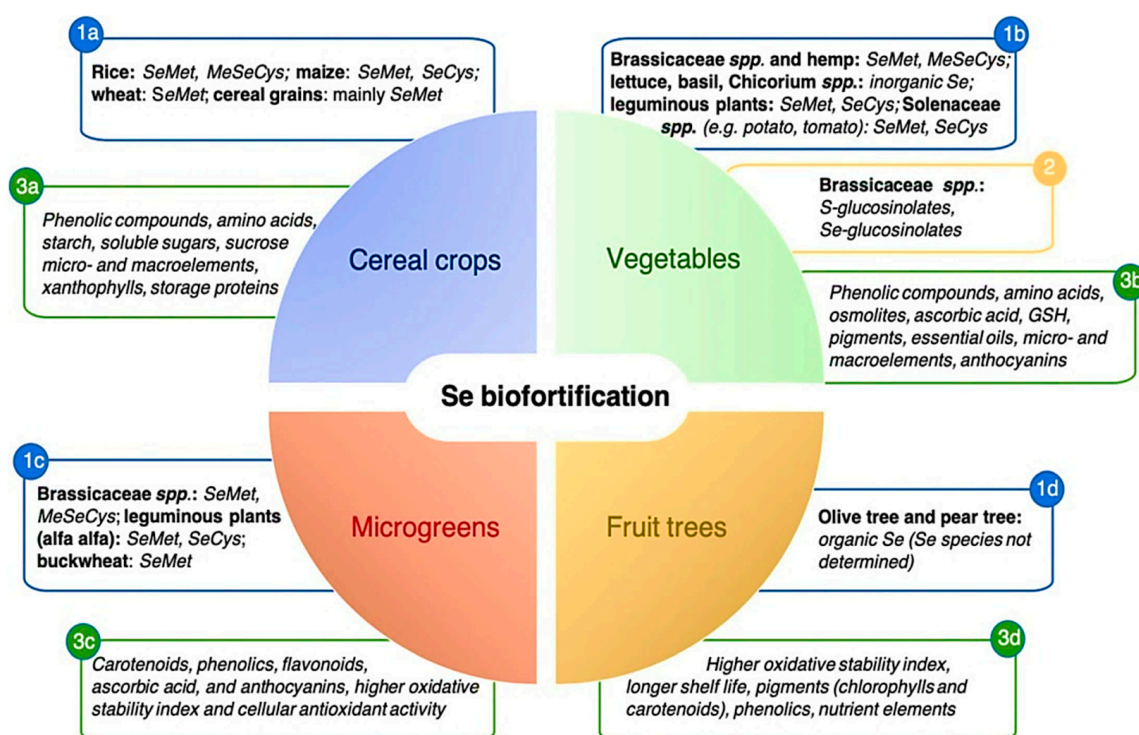 1a
Rice: SeMet, MeSeCys; maize: SeMet, SeCys;
wheat: SeMet; cereal grains: mainly SeMet
1b
Brassicaceae spp. and hemp: SeMet, MeSeCys;
lettuce, basil, Chicorium spp.: inorganic Se;
leguminous plants: SeMet, SeCys; Solenaceae
spp. (e.g. potato, tomato): SeMet, SeCys
3a
Phenolic compounds, amino acids,
starch, soluble sugars, sucrose
micro- and macroelements,
xanthophylls, storage proteins
2
Brassicaceae spp.:
S-glucosinolates,
Se-glucosinolates
Cereal crops
Vegetables
3b
Phenolic compounds, amino acids,
osmolites, ascorbic acid, GSH,
pigments, essential oils, micro- and
macroelements, anthocyanins
Se biofortification
1c
Brassicaceae spp.: SeMet,
MeSeCys; leguminous plants
(alfa alfa): SeMet, SeCys;
buckwheat: SeMet
Microgreens
Fruit trees
1d
Olive tree and pear tree:
organic Se (Se species not
determined)
3c
Carotenoids, phenolics, flavonoids,
ascorbic acid, and anthocyanins, higher oxidative
stability index and cellular antioxidant activity
3d
Higher oxidative stability index,
longer shelf life, pigments (chlorophylls and
carotenoids), phenolics, nutrient elements